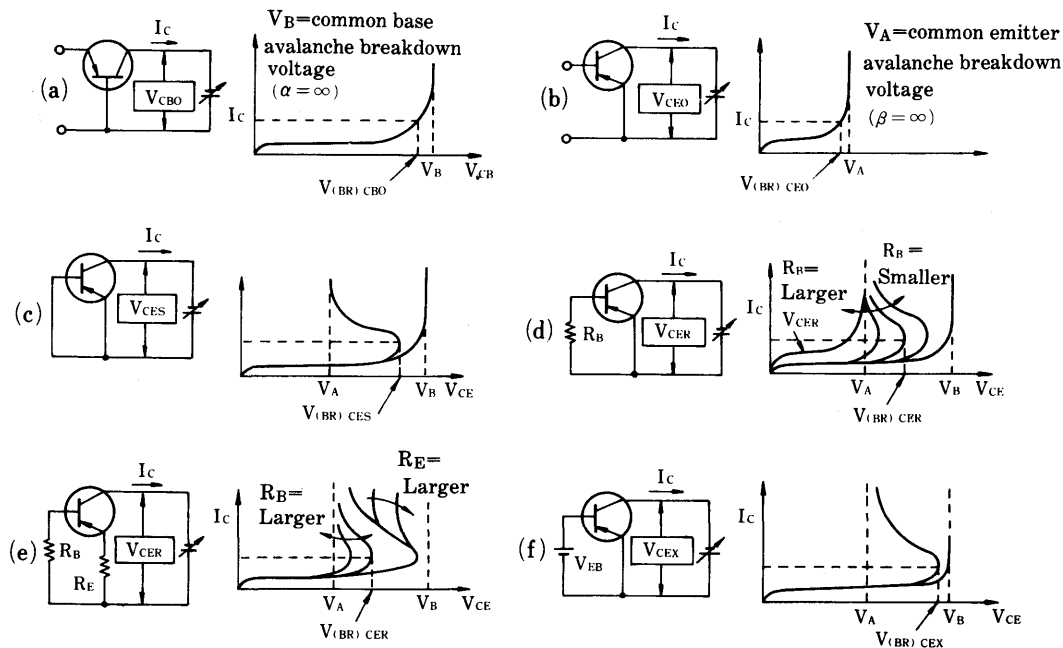 (a)
Ic
VCBO
VB=common base
avalanche breakdown
voltage
(α=∞)
Ic
VB
VCB
V(BR) CBO
(b)
Ic
VCEO
VA=common emitter
avalanche breakdown
voltage
(β=∞)
Ic
VA
V(BR) CEO
(c)
Ic
VCES
VA
VB
VCE
V(BR) CES
(d)
Ic
RB
VCER
Ic
RB=
Larger
RB=
Smaller
VCER
VA
VB
VCE
V(BR) CER
(e)
Ic
RB
RE
VCER
Ic
RB=
Larger
RE=
Larger
VA
VB
VCE
V(BR) CER
(f)
Ic
VEB
VCEX
Ic
VA
VB
VCE
V(BR) CEX